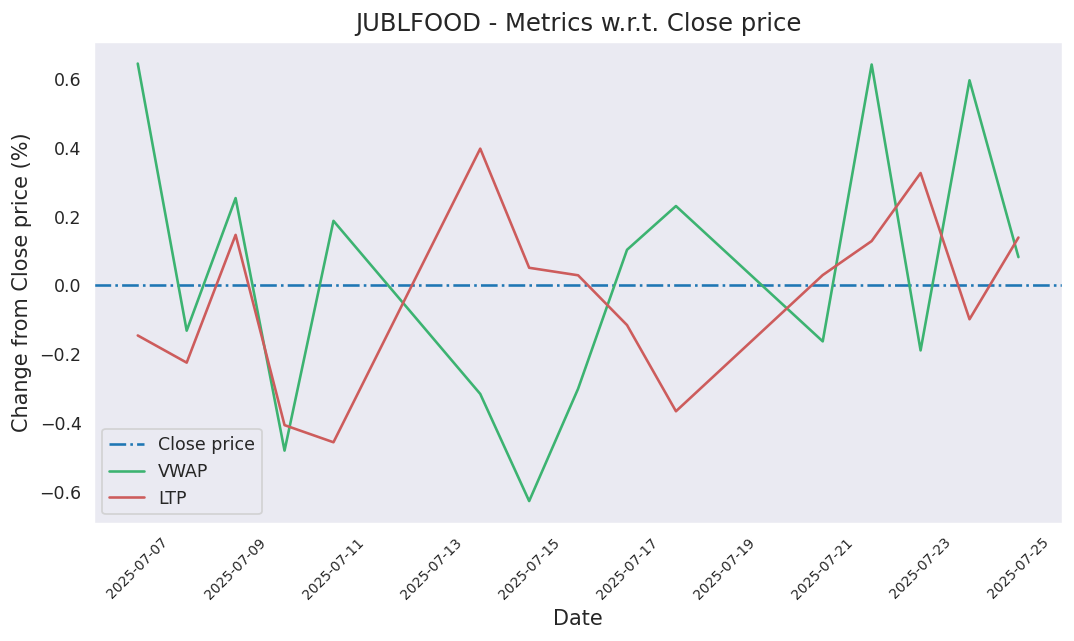 JUBLFOOD - Metrics w.r.t. Close price
Change from Close price (%)
0.6
0.4
0.2
0.0
−0.2
−0.4
−0.6
Close price
VWAP
LTP
2025-07-07
2025-07-09
2025-07-11
2025-07-13
2025-07-15
2025-07-17
2025-07-19
2025-07-21
2025-07-23
2025-07-25
Date